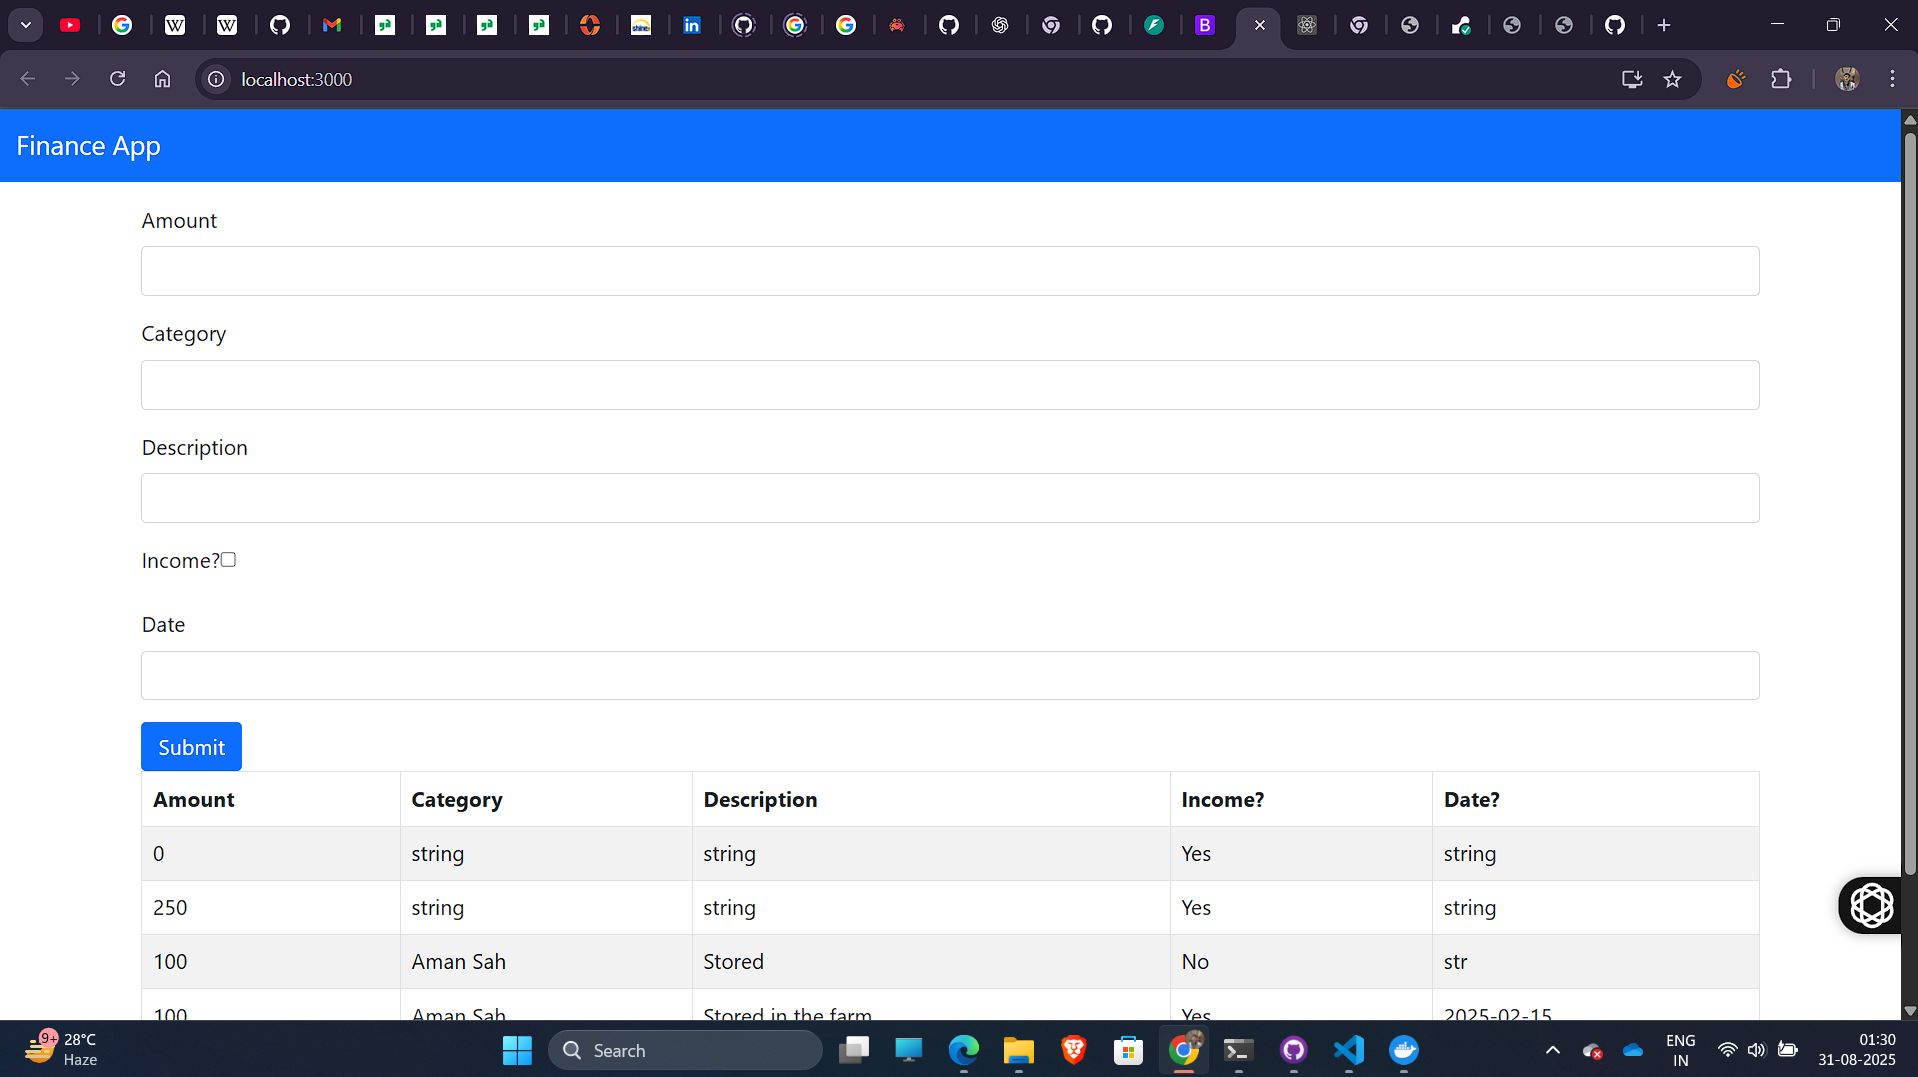 localhost:3000
Finance App
Amount
Category
Description
Income?
Date
Submit
Amount Category Description Income? Date?
0 string string Yes string
250 string string Yes string
100 Aman Sah Stored No str
100 Aman Sah Stored in the farm Yes 2025-02-15
9+ 28°C
Haze
Search
ENG
IN
01:30
31-08-2025